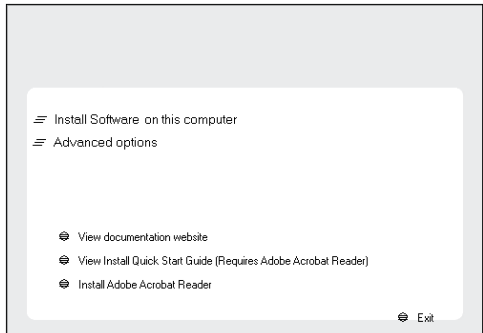 Install Software on this computer
Advanced options
View documentation website
View Install Quick Start Guide (Requires Adobe Acrobat Reader)
Install Adobe Acrobat Reader
Exit